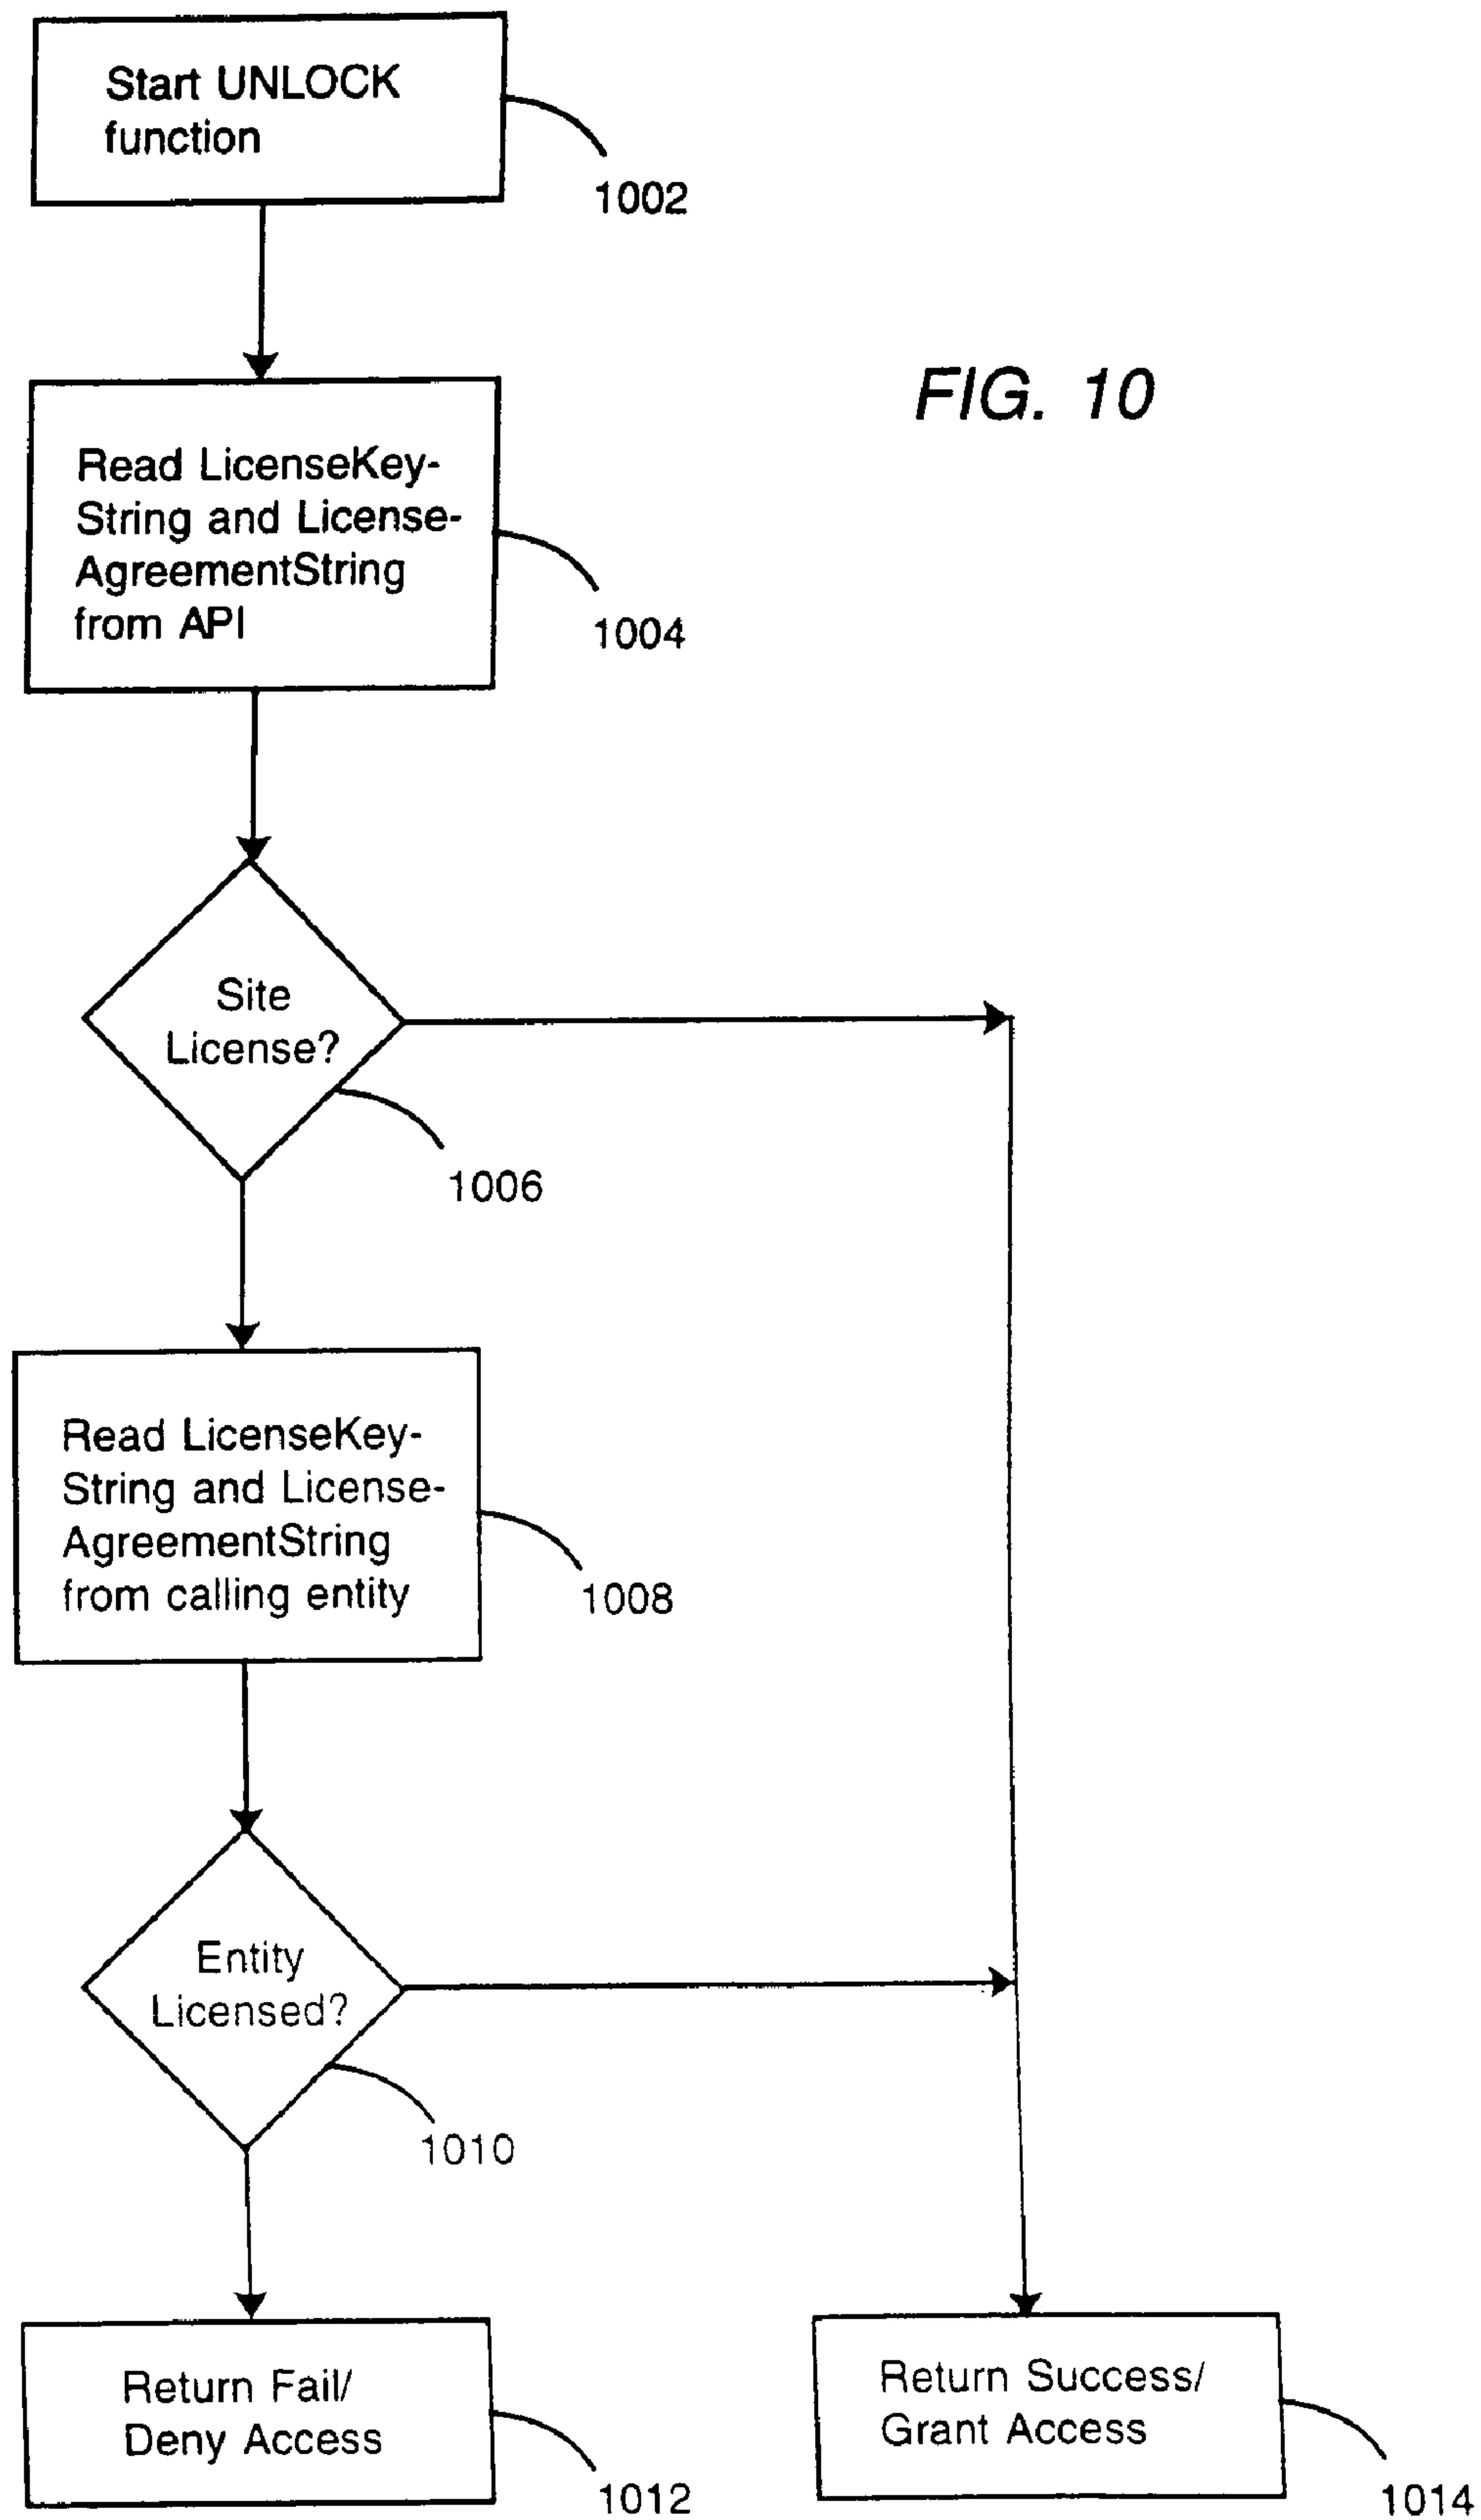 Start UNLOCK
function
1002
FIG. 10
Read LicenseKey-
String and License-
AgreementString
from API
1004
Site
License?
1006
Read LicenseKey-
String and License-
AgreementString
from calling entity
1008
Entity
Licensed?
1010
Return Fail/
Deny Access
1012
Return Success/
Grant Access
1014